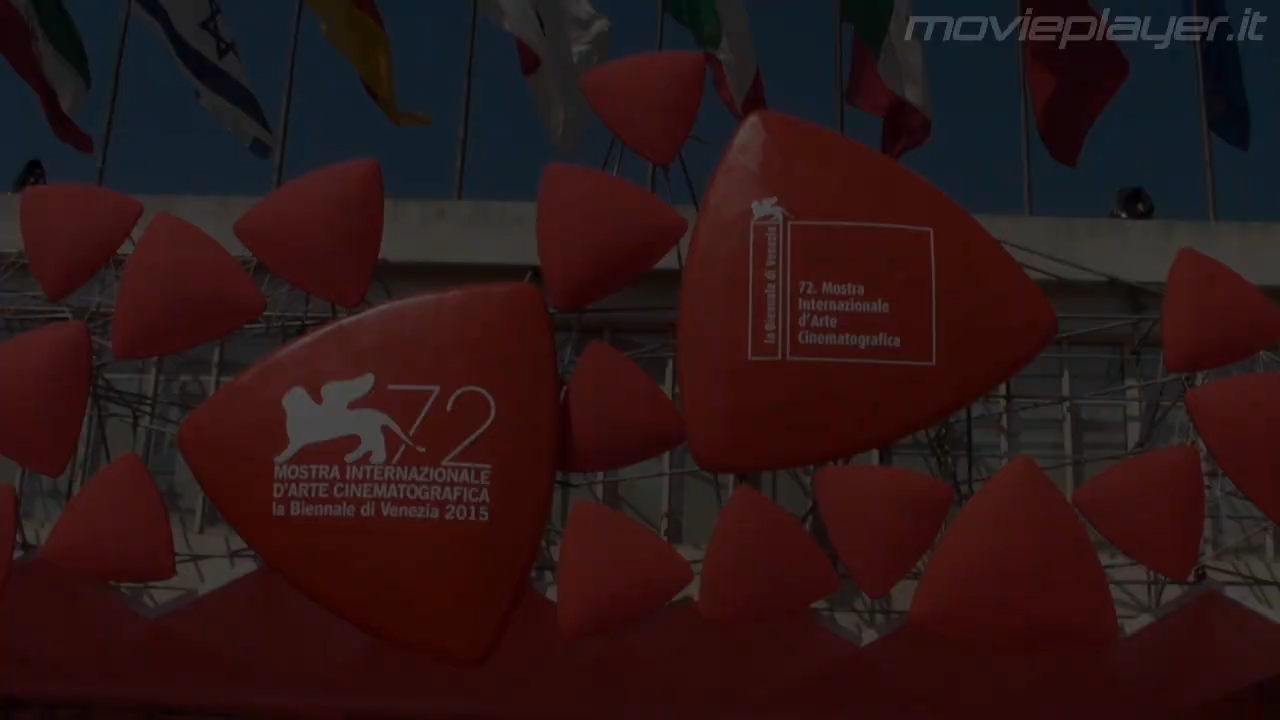 movieplayer.it
la Biennale di Venezia
72. Mostra
Internazionale
d'Arte
Cinematografica
72
MOSTRA INTERNAZIONALE
D'ARTE CINEMATOGRAFICA
la Biennale di Venezia 2015